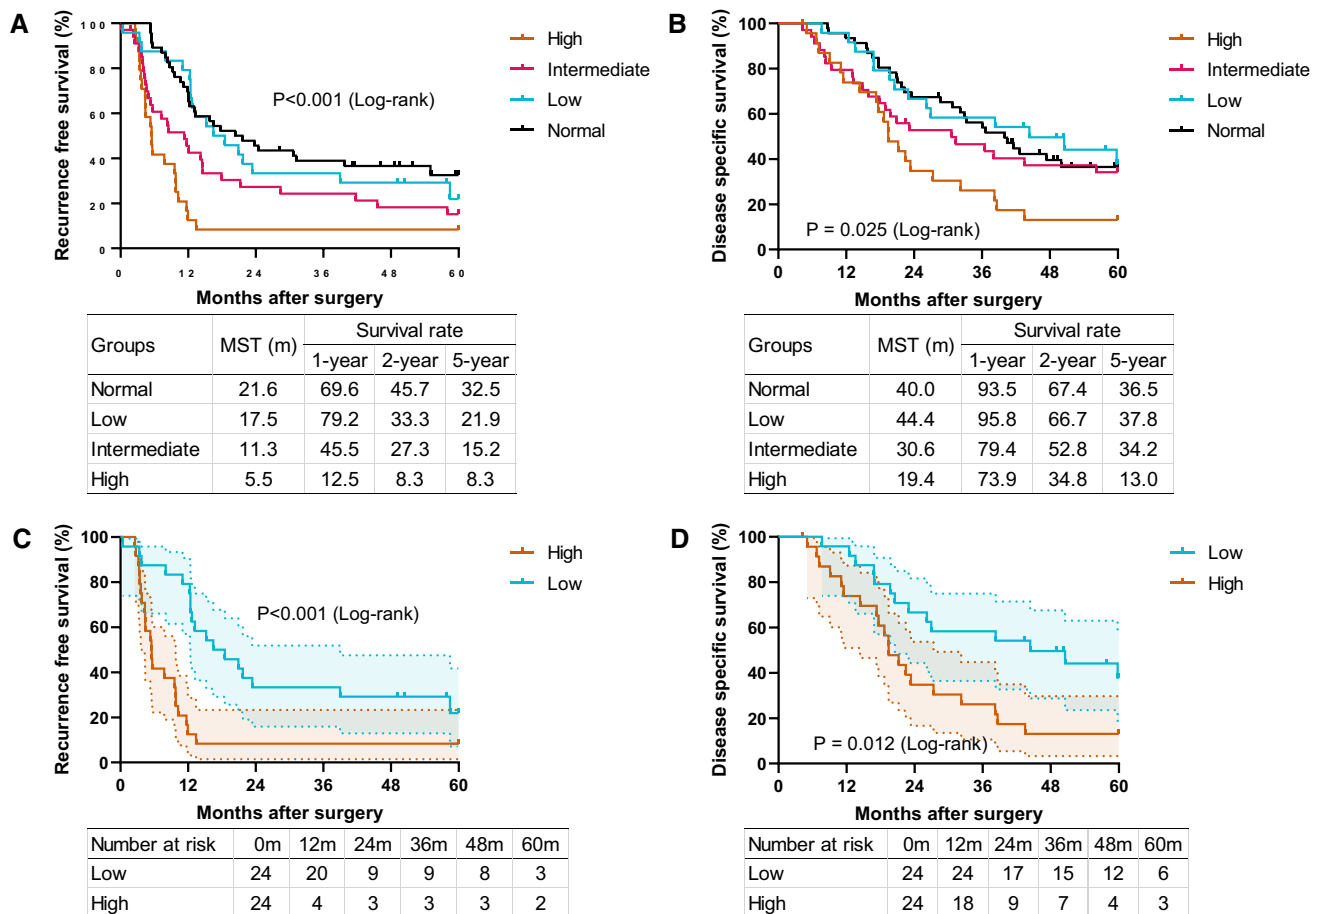 A
Recurrence free survival (%)
100
80
60
40
20
0
P<0.001 (Log-rank)
High
Intermediate
Low
Normal
0 12 24 36 48 60
Months after surgery
Groups MST (m) Survival rate
1-year 2-year 5-year
Normal 21.6 69.6 45.7 32.5
Low 17.5 79.2 33.3 21.9
Intermediate 11.3 45.5 27.3 15.2
High 5.5 12.5 8.3 8.3
B
Disease specific survival (%)
100
80
60
40
20
0
P = 0.025 (Log-rank)
High
Intermediate
Low
Normal
0 12 24 36 48 60
Months after surgery
Groups MST (m) Survival rate
1-year 2-year 5-year
Normal 40.0 93.5 67.4 36.5
Low 44.4 95.8 66.7 37.8
Intermediate 30.6 79.4 52.8 34.2
High 19.4 73.9 34.8 13.0
C
Recurrence free survival (%)
100
80
60
40
20
0
P<0.001 (Log-rank)
High
Low
0 12 24 36 48 60
Months after surgery
Number at risk 0m 12m 24m 36m 48m 60m
Low 24 20 9 9 8 3
High 24 4 3 3 3 2
D
Disease specific survival (%)
100
80
60
40
20
0
P = 0.012 (Log-rank)
Low
High
0 12 24 36 48 60
Months after surgery
Number at risk 0m 12m 24m 36m 48m 60m
Low 24 24 17 15 12 6
High 24 18 9 7 4 3